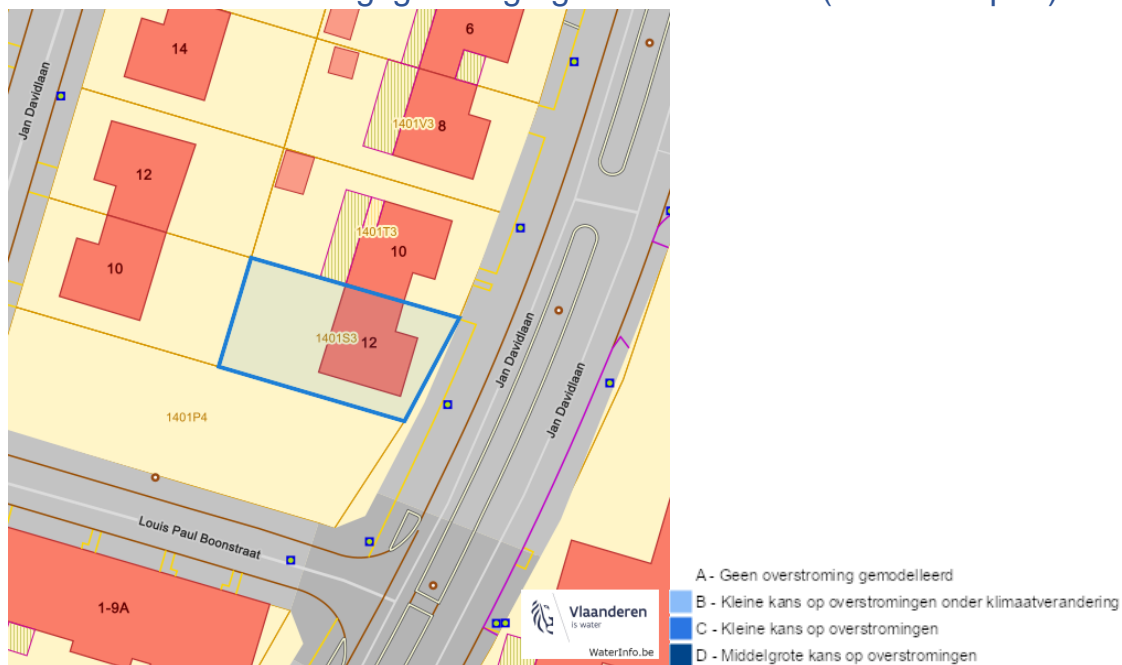 14
6
Jan Davidlaan
1401V3
8
12
1401T3
10
10
1401S3
12
Jan Davidlaan
Jan Davidlaan
1401P4
Louis Paul Boonstraat
1-9A
Vlaanderen
is water
WaterInfo.be
A - Geen overstroming gemodelleerd
B - Kleine kans op overstromingen onder klimaatverandering
C - Kleine kans op overstromingen
D - Middelgrote kans op overstromingen